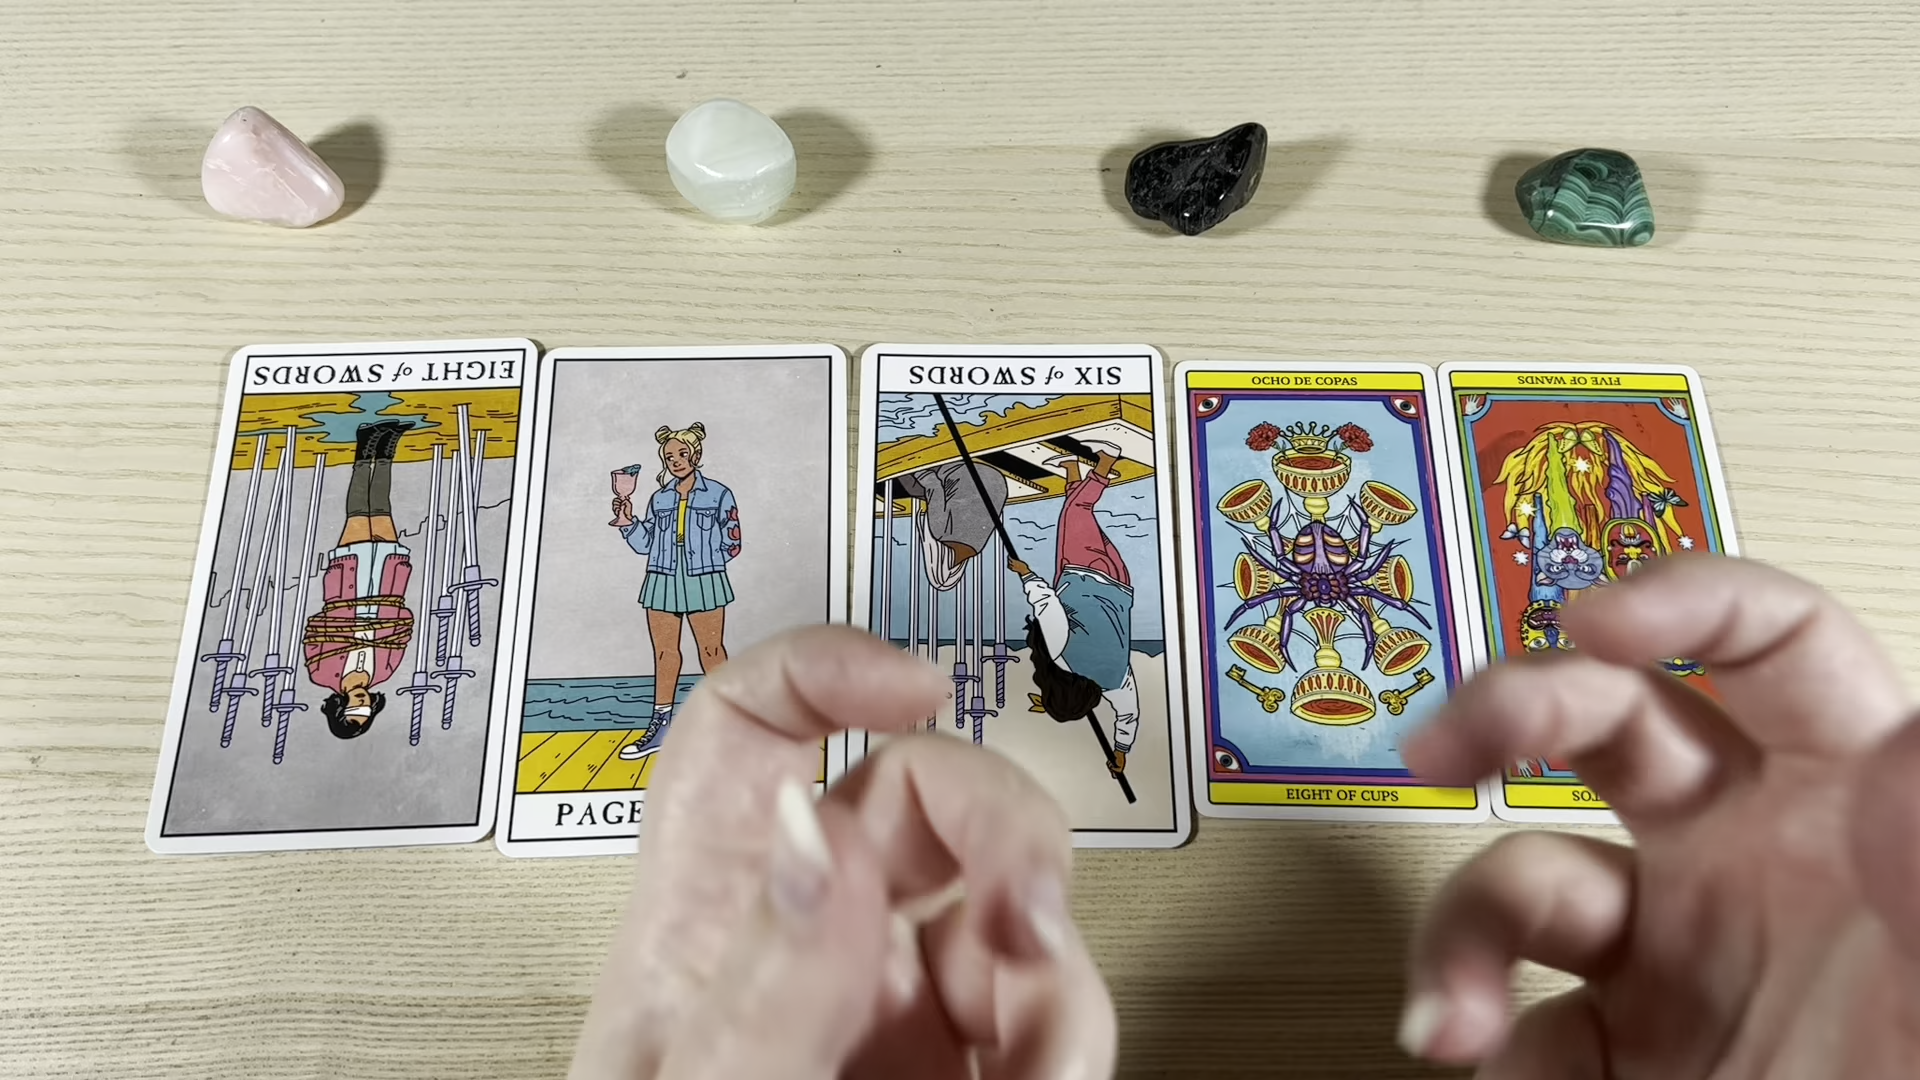 EIGHT of SWORDS
PAGE
SIX of SWORDS
OCHO DE COPAS
EIGHT OF CUPS
FIVE OF WANDS